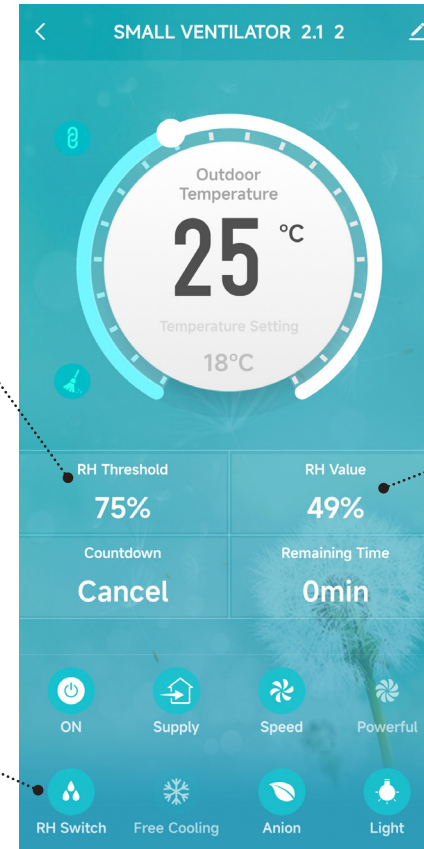 SMALL VENTILATOR 2.1 2
Outdoor
Temperature
25 °C
Temperature Setting
18°C
RH Threshold
RH Value
75%
49%
Countdown
Remaining Time
Cancel
0min
ON
Supply
Speed
Powerful
RH Switch
Free Cooling
Anion
Light